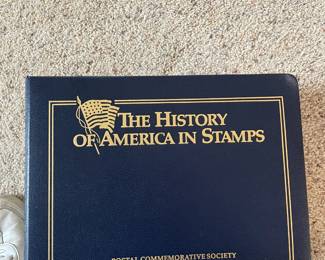 THE HISTORY
OF AMERICA IN STAMPS
POSTAL COMMEMORATIVE SOCIETY